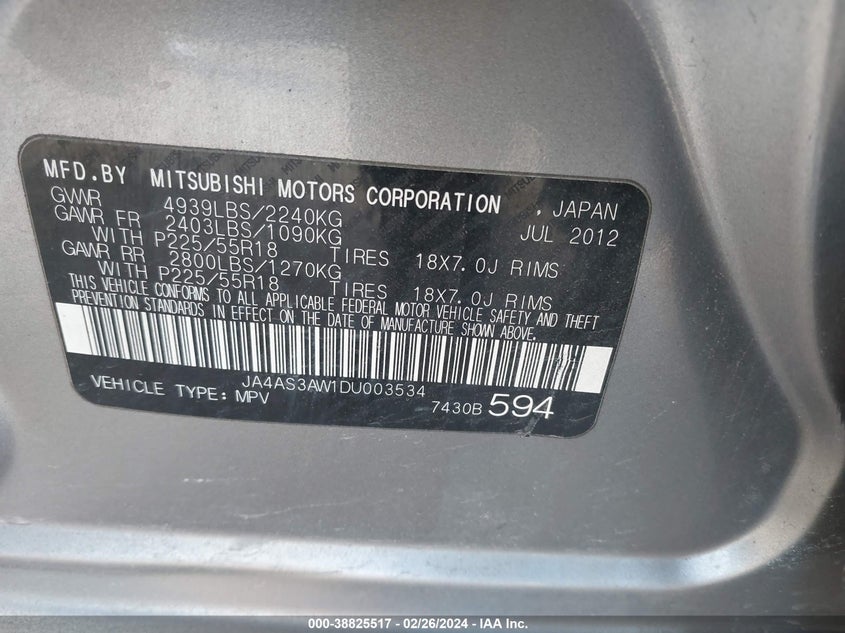 MFD.BY MITSUBISHI MOTORS CORPORATION , JAPAN
GVWR 4939LBS/2240KG JUL 2012
GAWR FR 2403LBS/1090KG
WITH P225/55R18 TIRES 18X7.0J RIMS
GAWR RR 2800LBS/1270KG
WITH P225/55R18 TIRES 18X7.0J RIMS
THIS VEHICLE CONFORMS TO ALL APPLICABLE FEDERAL MOTOR VEHICLE SAFETY AND THEFT
PREVENTION STANDARDS IN EFFECT ON THE DATE OF MANUFACTURE SHOWN ABOVE.
JA4AS3AW1DU003534
VEHICLE TYPE: MPV 7430B 594
000-38825517 - 02/26/2024 - IAA Inc.